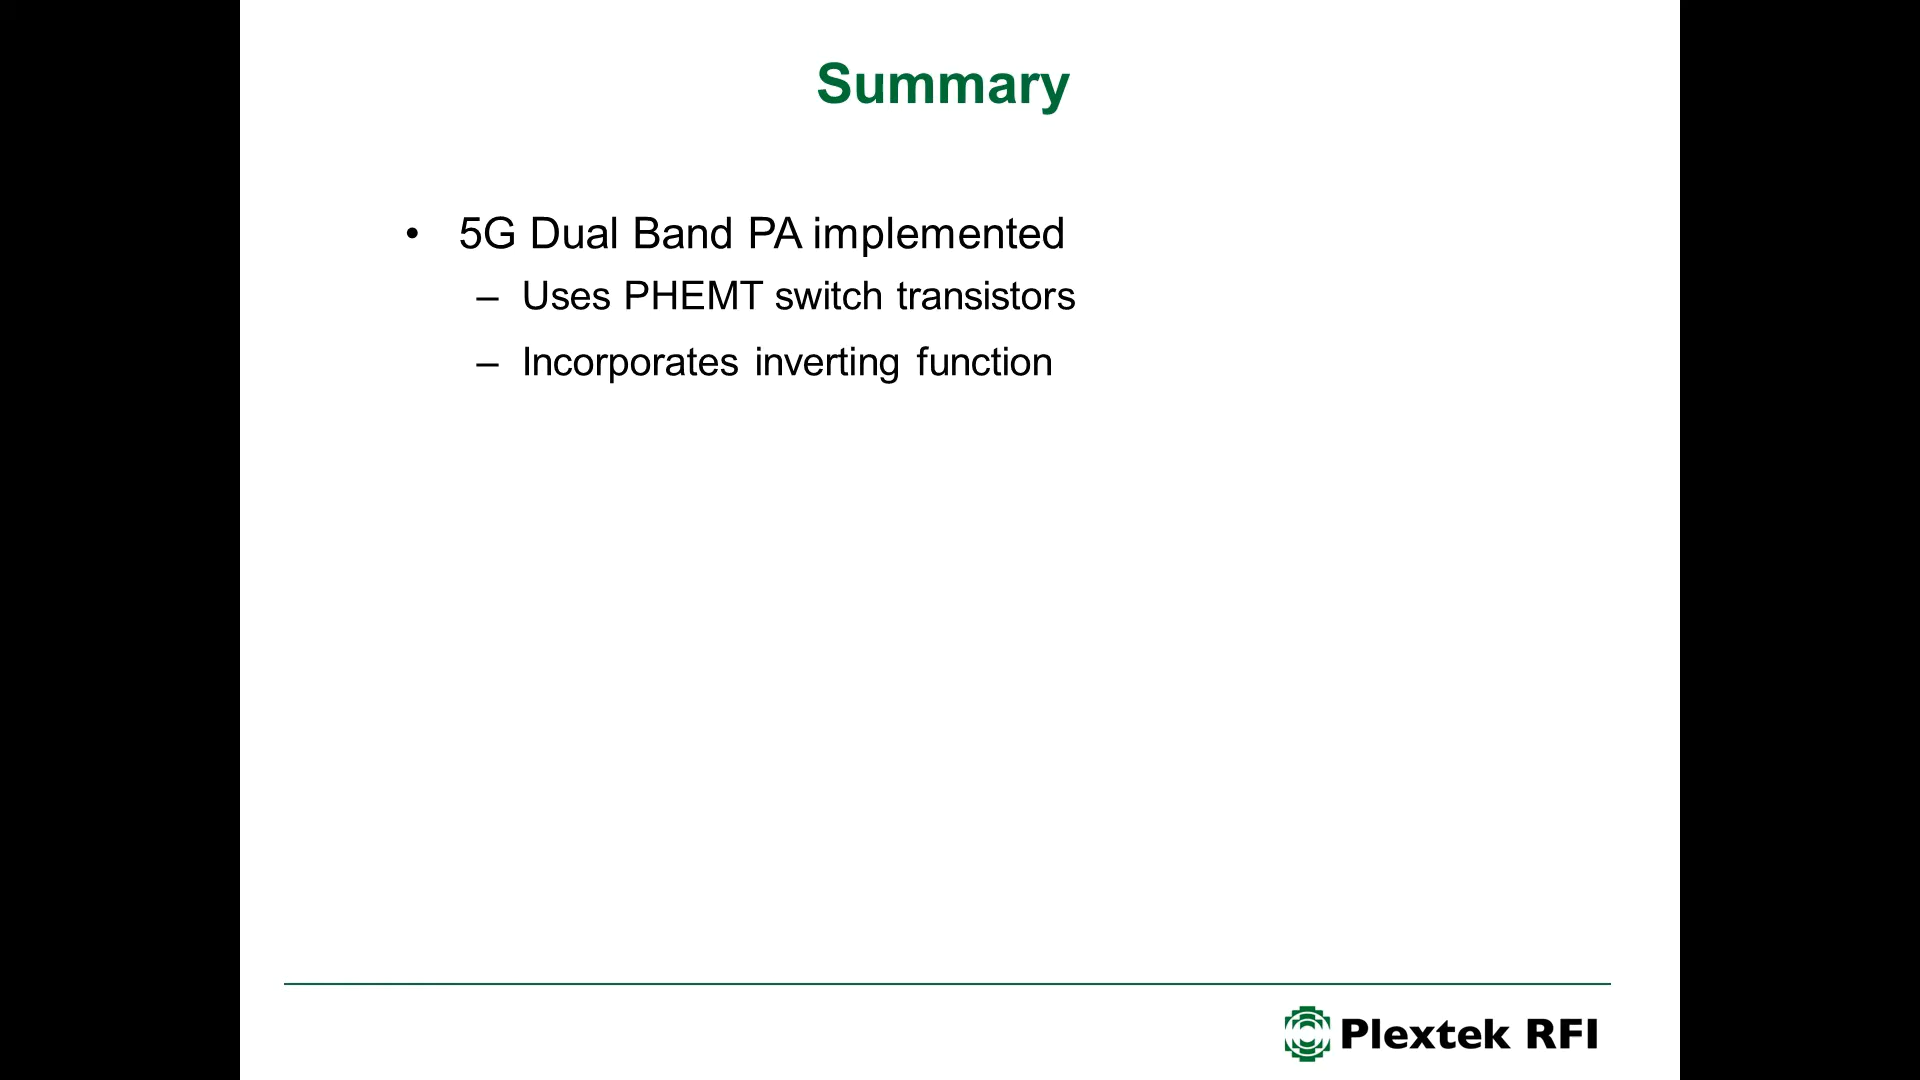 Summary
• 5G Dual Band PA implemented
– Uses PHEMT switch transistors
– Incorporates inverting function
Plextek RFI